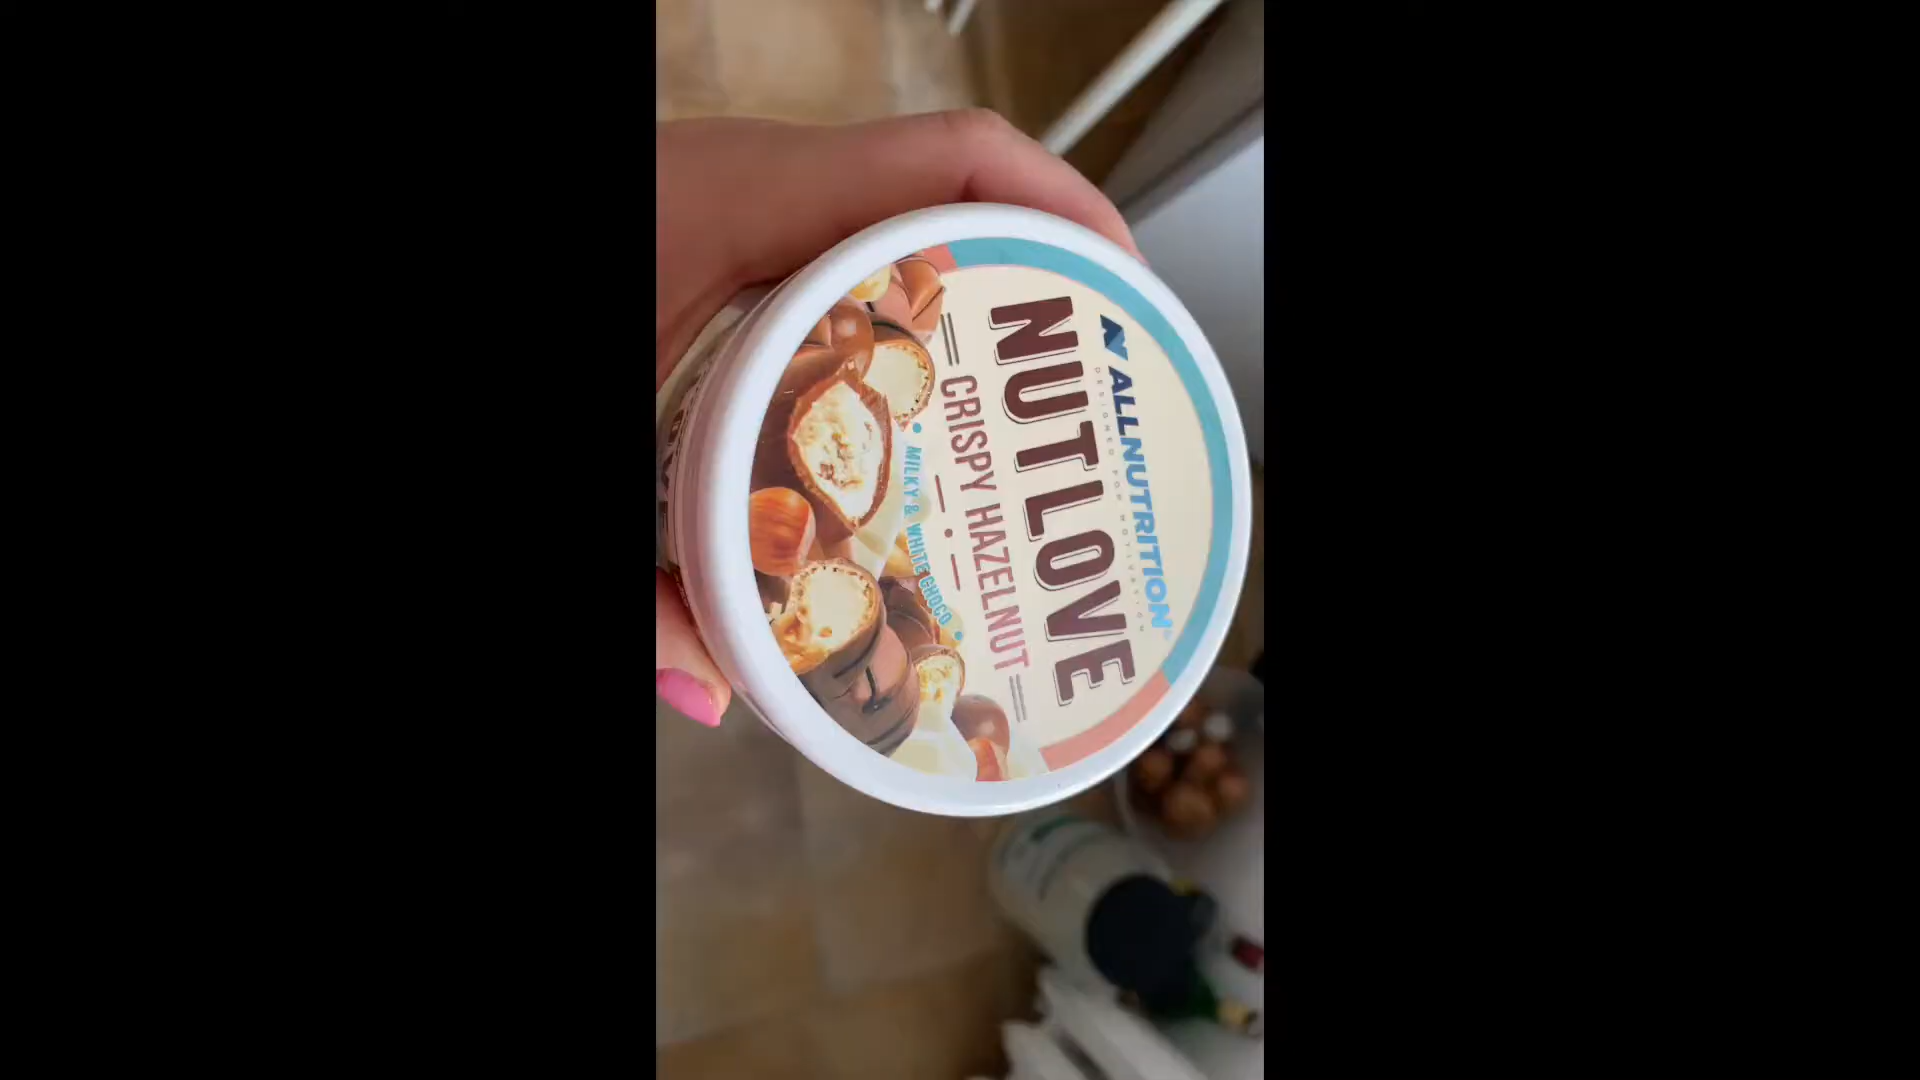 ALLNUTRITION
DESIGNED FOR MOTIVATION
NUTLOVE
CRISPY HAZELNUT
MILKY & WHITE CHOCO